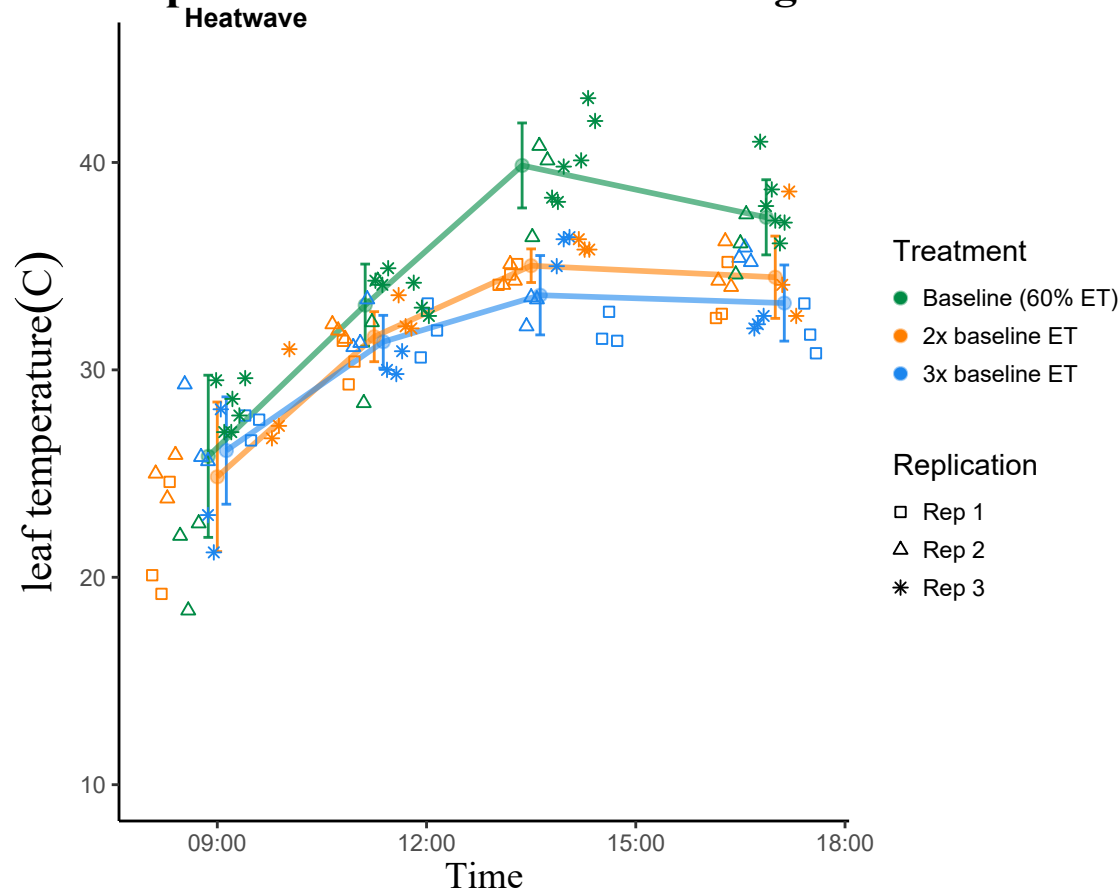 Heatwave
leaf temperature(C)
40
30
20
10
09:00
12:00
15:00
18:00
Time
Treatment
Baseline (60% ET)
2x baseline ET
3x baseline ET
Replication
Rep 1
Rep 2
Rep 3